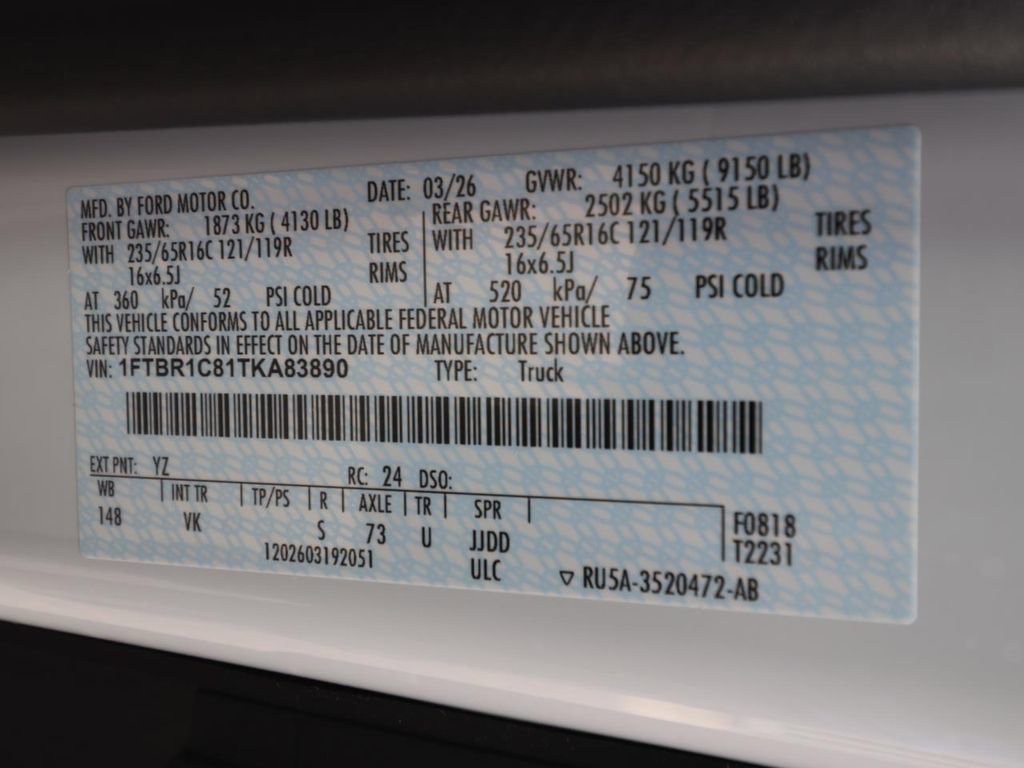 MFD. BY FORD MOTOR CO. DATE: 03/26 GVWR: 4150 KG ( 9150 LB)
FRONT GAWR: 1873 KG ( 4130 LB) REAR GAWR: 2502 KG ( 5515 LB)
WITH 235/65R16C 121/119R TIRES WITH 235/65R16C 121/119R TIRES
16x6.5J RIMS 16x6.5J RIMS
AT 360 kPa/ 52 PSI COLD AT 520 kPa/ 75 PSI COLD
THIS VEHICLE CONFORMS TO ALL APPLICABLE FEDERAL MOTOR VEHICLE
SAFETY STANDARDS IN EFFECT ON THE DATE OF MANUFACTURE SHOWN ABOVE.
VIN: 1FTBR1C81TKA83890 TYPE: Truck
EXT PNT: YZ RC: 24 DSO:
WB INT TR TP/PS R AXLE TR SPR
148 VK S 73 U JJDD F0818
1202603192051 ULC T2231
▽ RU5A-3520472-AB